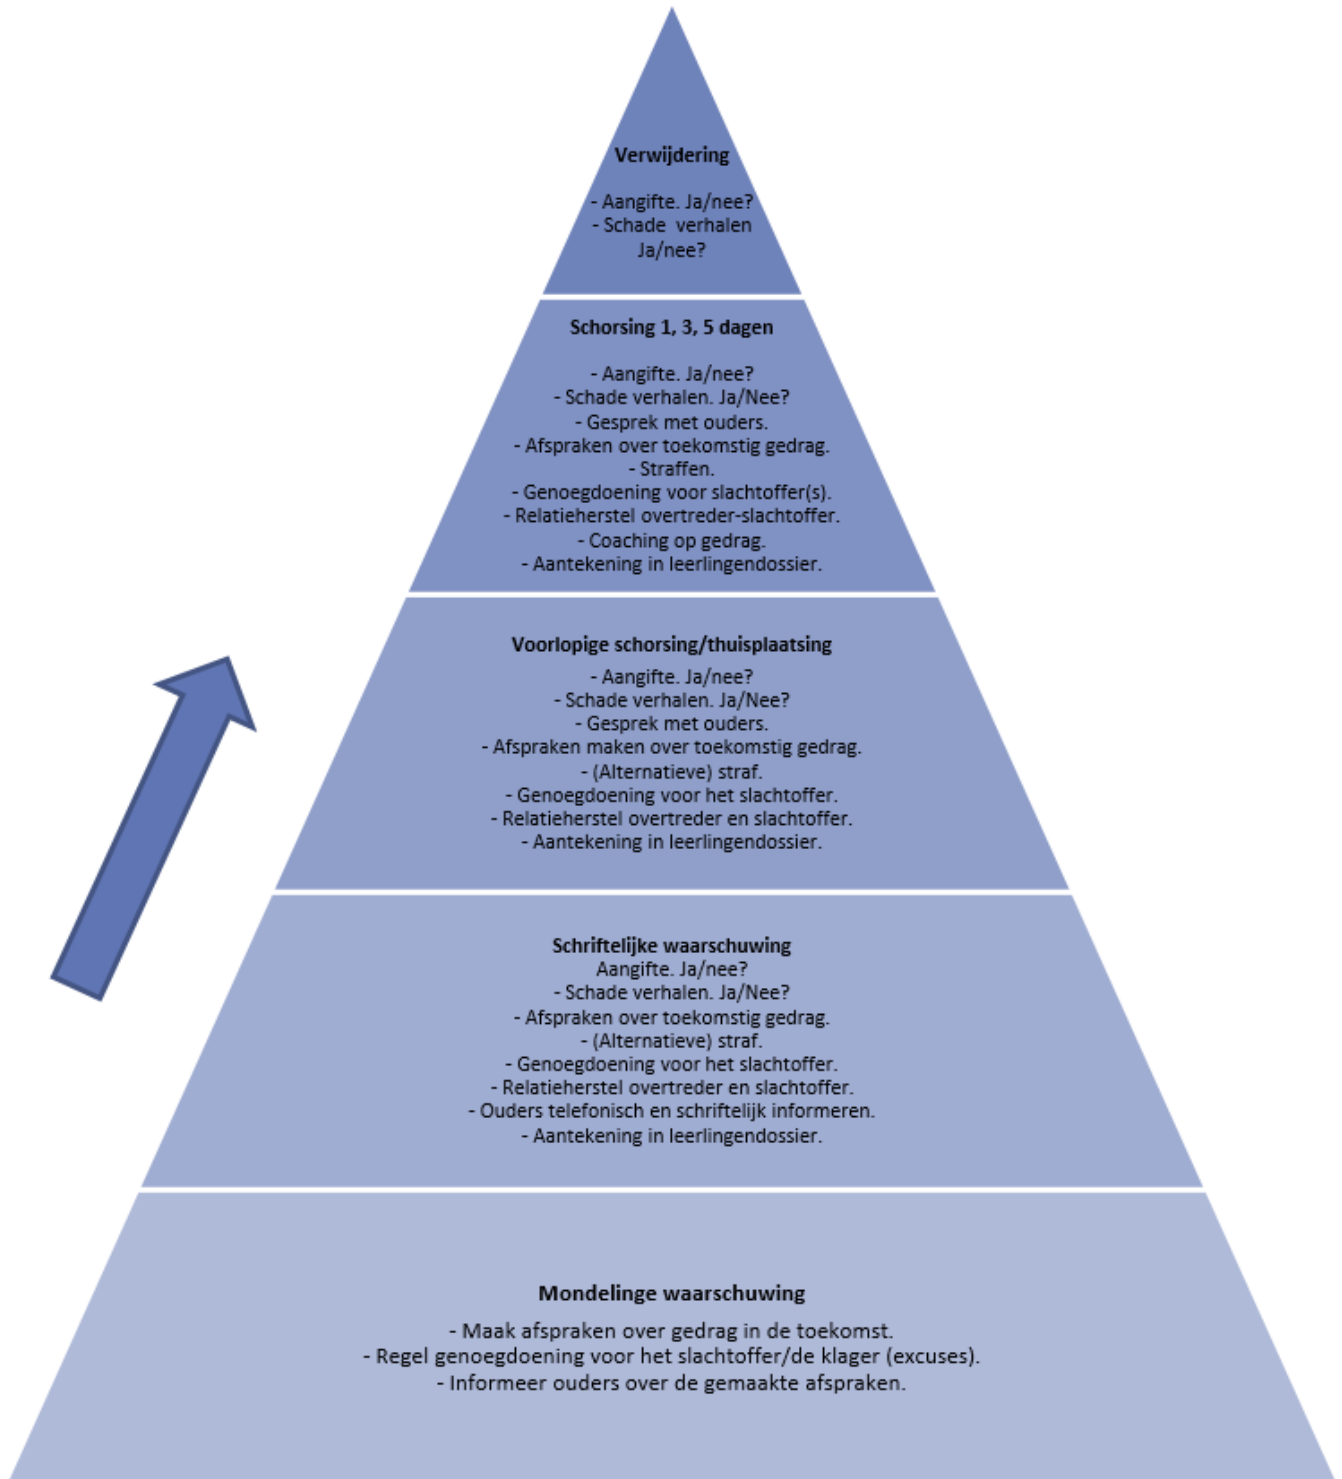 Verwijdering
- Aangifte. Ja/nee?
- Schade  verhalen
Ja/nee?
Schorsing 1, 3, 5 dagen
- Aangifte. Ja/nee?
- Schade verhalen. Ja/Nee?
- Gesprek met ouders.
- Afspraken over toekomstig gedrag.
- Straffen.
- Genoegdoening voor slachtoffer(s).
- Relatieherstel overtreder-slachtoffer.
- Coaching op gedrag.
- Aantekening in leerlingendossier.
Voorlopige schorsing/thuisplaatsing
- Aangifte. Ja/nee?
- Schade verhalen. Ja/Nee?
- Gesprek met ouders.
- Afspraken maken over toekomstig gedrag.
- (Alternatieve) straf.
- Genoegdoening voor het slachtoffer.
- Relatieherstel overtreder en slachtoffer.
- Aantekening in leerlingendossier.
Schriftelijke waarschuwing
Aangifte. Ja/nee?
- Schade verhalen. Ja/Nee?
- Afspraken over toekomstig gedrag.
- (Alternatieve) straf.
- Genoegdoening voor het slachtoffer.
- Relatieherstel overtreder en slachtoffer.
- Ouders telefonisch en schriftelijk informeren.
- Aantekening in leerlingendossier.
Mondelinge waarschuwing
- Maak afspraken over gedrag in de toekomst.
- Regel genoegdoening voor het slachtoffer/de klager (excuses).
- Informeer ouders over de gemaakte afspraken.